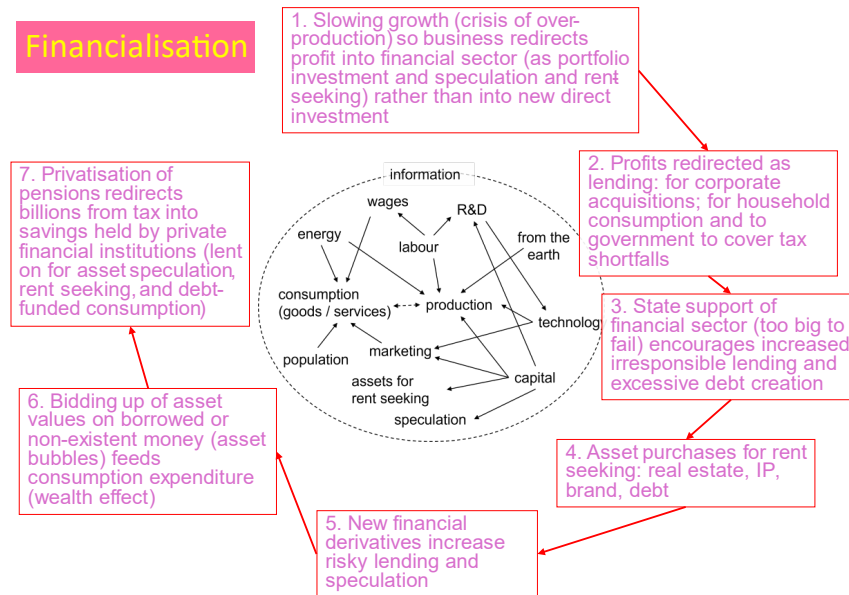 Financialisation
1. Slowing growth (crisis of over-
production) so business redirects
profit into financial sector (as portfolio
investment and speculation and rent-
seeking) rather than into new direct
investment
2. Profits redirected as
lending: for corporate
acquisitions; for household
consumption and to
government to cover tax
shortfalls
3. State support of
financial sector (too big to
fail) encourages increased
irresponsible lending and
excessive debt creation
4. Asset purchases for rent
seeking: real estate, IP,
brand, debt
5. New financial
derivatives increase
risky lending and
speculation
6. Bidding up of asset
values on borrowed or
non-existent money (asset
bubbles) feeds
consumption expenditure
(wealth effect)
7. Privatisation of
pensions redirects
billions from tax into
savings held by private
financial institutions (lent
on for asset speculation,
rent seeking, and debt-
funded consumption)
information
wages
R&D
energy
labour
from the
earth
consumption
(goods / services)
production
technology
population
marketing
assets for
rent seeking
capital
speculation